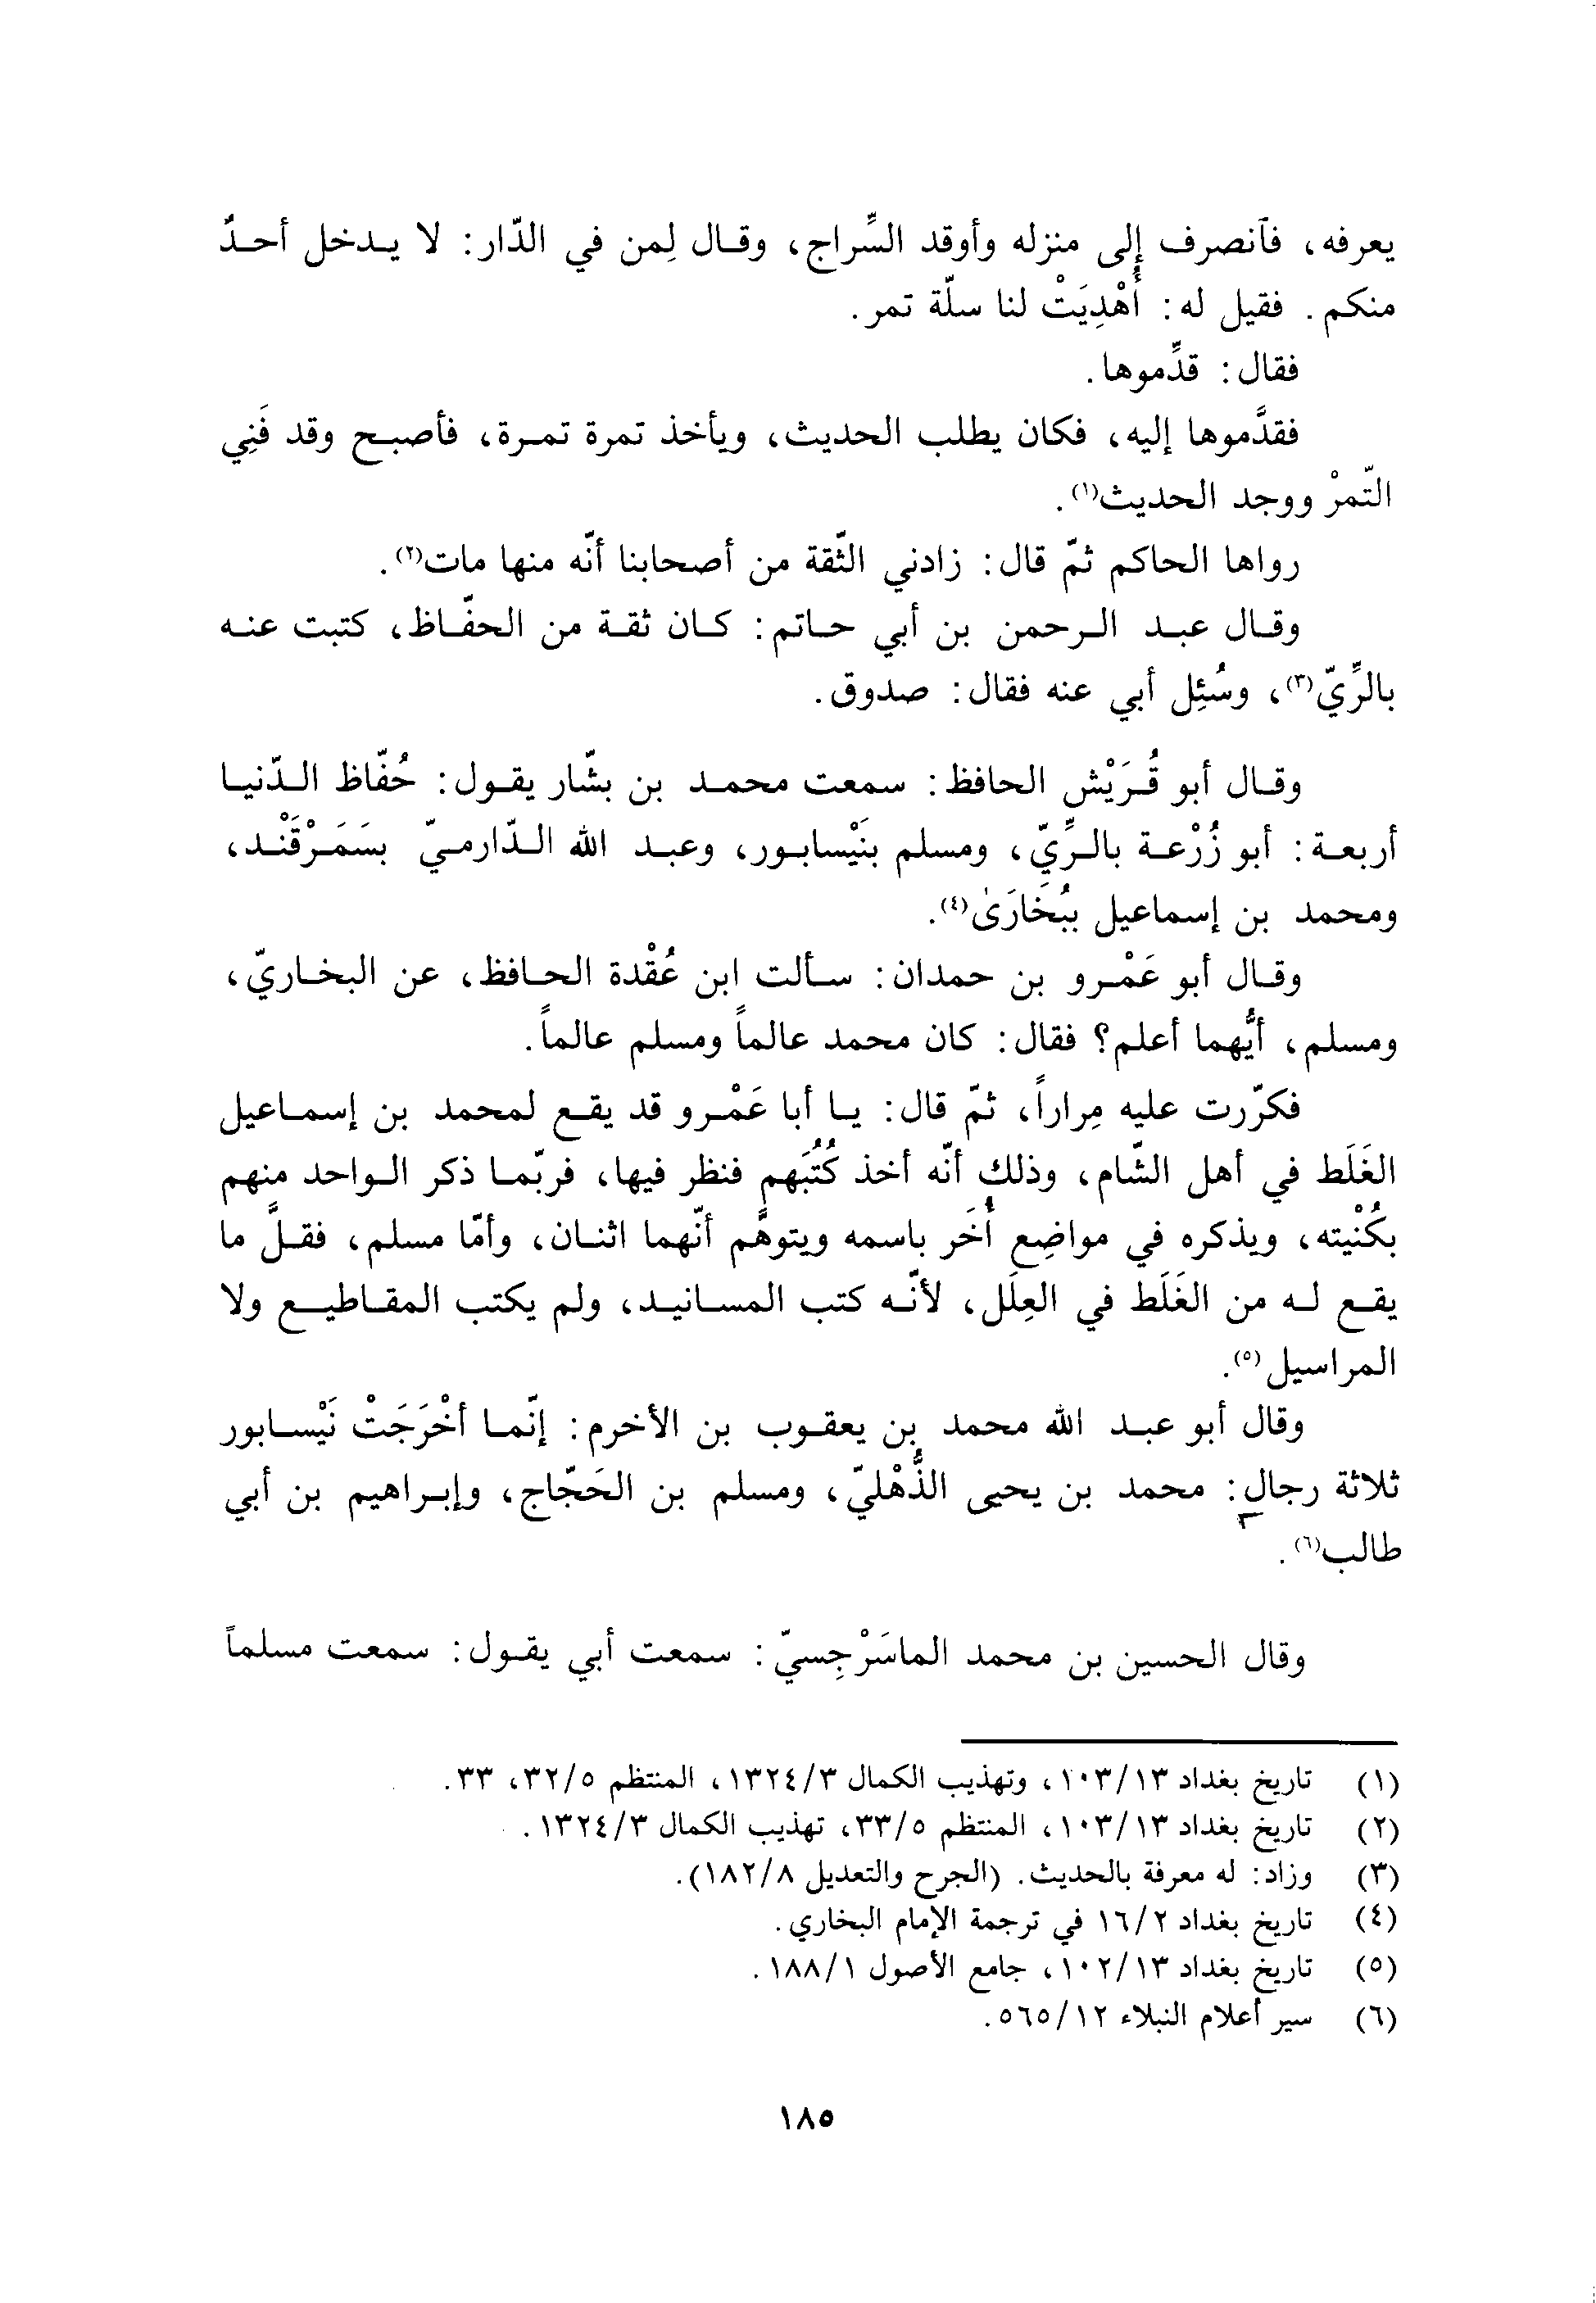 يعرفه، فٱنصرف إلى منزله وأوقد السِّراج، وقال لِمن في الدّار: لا يدخل أحدٌ
منكم. فقيل له: أُهْدِيَتْ لنا سلّة تمر.
فقال: قدِّموها.
فقدَّموها إليه، فكان يطلب الحديث، ويأخذ تمرة تمرة، فأصبح وقد فَنِي
التّمرْ ووجد الحديث(١).
رواها الحاكم ثمّ قال: زادني الثّقة من أصحابنا أنّه منها مات(٢).
وقال عبد الرحمن بن أبي حاتم: كان ثقة من الحفّاظ، كتبت عنه
بالرِّيّ(٣)، وسُئِل أبي عنه فقال: صدوق.
وقال أبو قُرَيْش الحافظ: سمعت محمد بن بشّار يقول: حُفّاظ الدّنيا
أربعة: أبو زُرْعة بالرِّيّ، ومسلم بنَيْسابور، وعبد الله الدّارميّ بسَمَرْقَنْد،
ومحمد بن إسماعيل ببُخَارَىٰ(٤).
وقال أبو عَمْرو بن حمدان: سألت ابن عُقْدة الحافظ، عن البخاريّ،
ومسلم، أيُّهما أعلم؟ فقال: كان محمد عالماً ومسلم عالماً.
فكرّرت عليه مِراراً، ثمّ قال: يا أبا عَمْرو قد يقع لمحمد بن إسماعيل
الغَلَط في أهل الشّام، وذلك أنّه أخذ كُتُبَهم فنظر فيها، فربّما ذكر الواحد منهم
بكُنْيته، ويذكره في مواضِع أُخَر باسمه ويتوهَّم أنّهما اثنان، وأمّا مسلم، فقلَّ ما
يقع له من الغَلَط في العِلَل، لأنّه كتب المسانيد، ولم يكتب المقاطيع ولا
المراسيل(٥).
وقال أبو عبد الله محمد بن يعقوب بن الأخرم: إنّما أخْرَجَتْ نَيْسابور
ثلاثة رجال: محمد بن يحيى الذُّهْليّ، ومسلم بن الحَجّاج، وإبراهيم بن أبي
طالب(٦).
وقال الحسين بن محمد الماسَرْجِسيّ: سمعت أبي يقول: سمعت مسلماً
(١) تاريخ بغداد ١٠٣/١٣، وتهذيب الكمال ١٣٢٤/٣، المنتظم ٣٢/٥، ٣٣.
(٢) تاريخ بغداد ١٠٣/١٣، المنتظم ٣٣/٥، تهذيب الكمال ١٣٢٤/٣.
(٣) وزاد: له معرفة بالحديث. (الجرح والتعديل ١٨٢/٨).
(٤) تاريخ بغداد ١٦/٢ في ترجمة الإمام البخاري.
(٥) تاريخ بغداد ١٠٢/١٣، جامع الأصول ١٨٨/١.
(٦) سير أعلام النبلاء ٥٦٥/١٢.
١٨٥